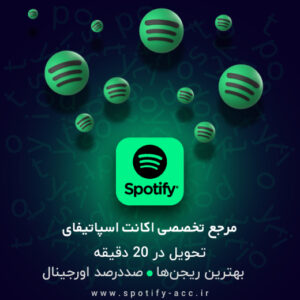 Spotify®
مرجع تخصصی اکانت اسپاتیفای
تحویل در 20 دقیقه
بهترین ریجن‌ها • صددرصد اورجینال
www.spotify-acc.ir